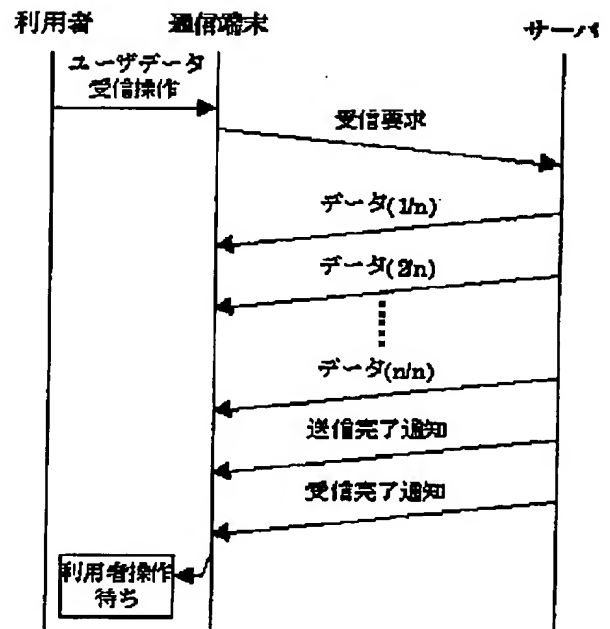 利用者
通信端末
サーバ
ユーザデータ
受信操作
受信要求
データ(1/n)
データ(2/n)
データ(n/n)
送信完了通知
受信完了通知
利用者操作
待ち